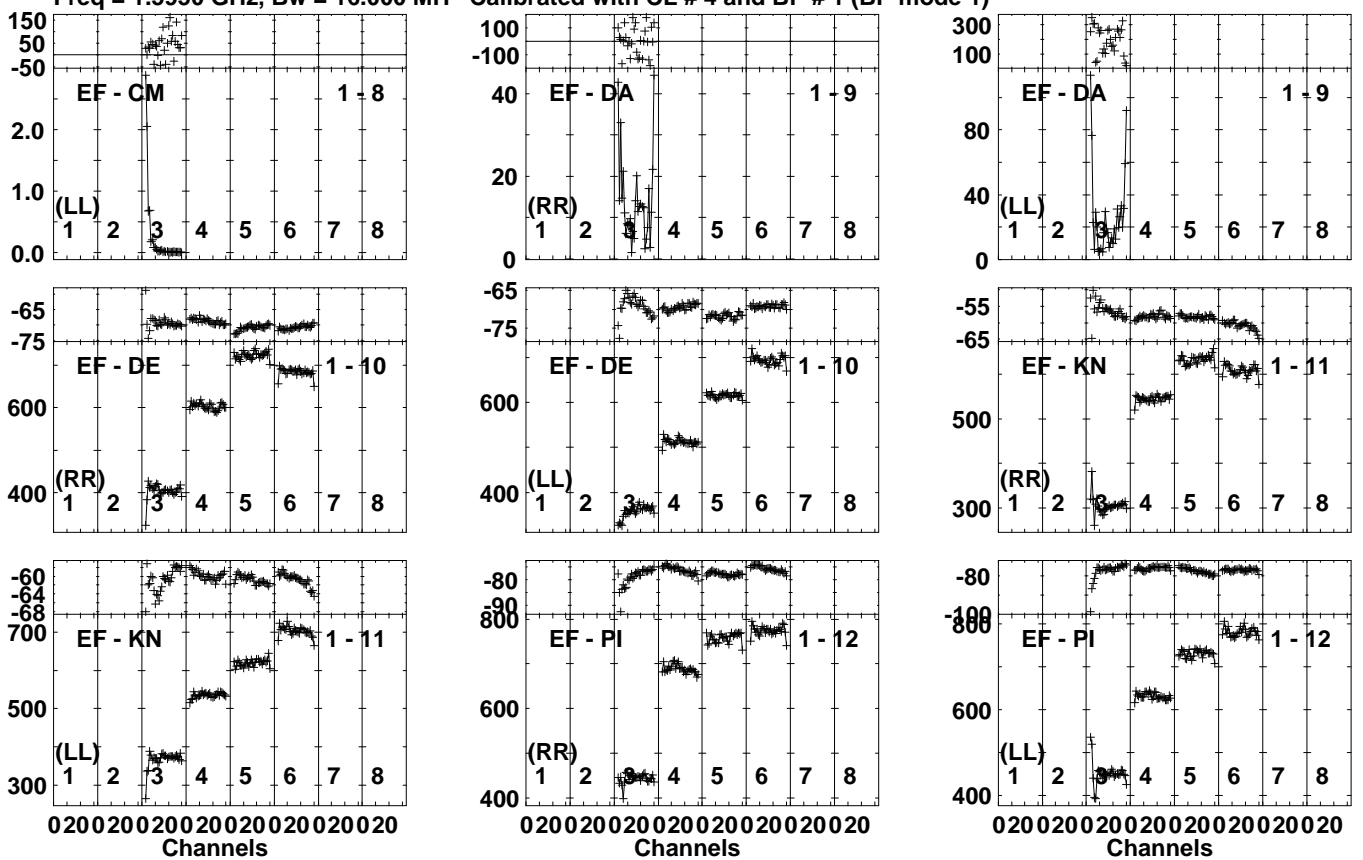 Freq = GHz, Bw = 16.000 MH Calibrated with CL # 4 and BP # 1 (BP mode 1)
150
50
-50
EF - CM 1 - 8
2.0
1.0
0.0
(LL)
1 2 3 4 5 6 7 8
100
-100
EF - DA 1 - 9
40
20
0
(RR)
1 2 3 4 5 6 7 8
300
100
EF - DA 1 - 9
80
40
0
(LL)
1 2 3 4 5 6 7 8
-65
-75
EF - DE 1 - 10
600
400
(RR)
1 2 3 4 5 6 7 8
-65
-75
EF - DE 1 - 10
600
400
(LL)
1 2 3 4 5 6 7 8
-55
-65
EF - KN 1 - 11
500
300
(RR)
1 2 3 4 5 6 7 8
-60
-64
-68
EF - KN 1 - 11
700
500
300
(LL)
1 2 3 4 5 6 7 8
0 20 0 20 0 20 0 20 0 20 0 20 0 20 0 20
Channels
-80
-90
EF - PI 1 - 12
800
600
400
(RR)
1 2 3 4 5 6 7 8
0 20 0 20 0 20 0 20 0 20 0 20 0 20 0 20
Channels
-80
-100
EF - PI 1 - 12
800
600
400
(LL)
1 2 3 4 5 6 7 8
0 20 0 20 0 20 0 20 0 20 0 20 0 20 0 20
Channels